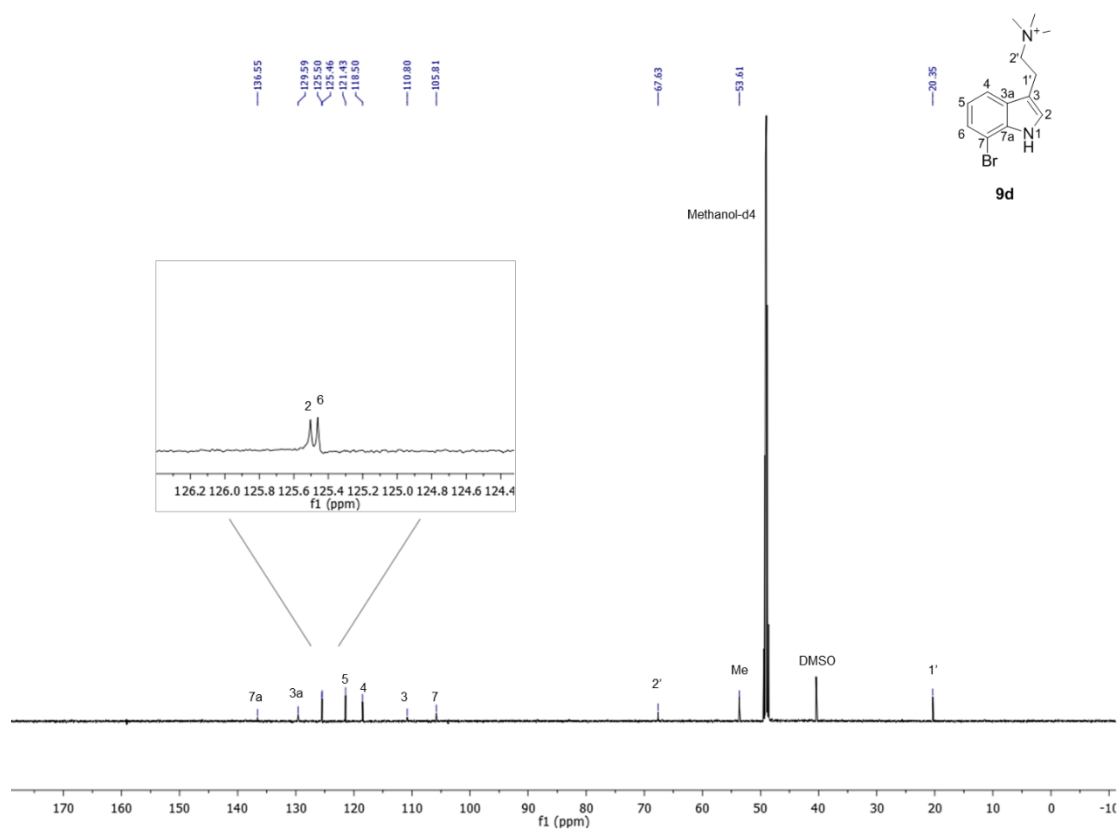 136.55
129.59
125.50
125.46
121.43
118.50
110.80
105.81
67.63
53.61
20.35
N+
2'
1'
4
3a
3
5
2
6
7
7a
N1
H
Br
9d
Methanol-d4
2
6
126.2 126.0 125.8 125.6 125.4 125.2 125.0 124.8 124.6 124.4
f1 (ppm)
7a
3a
5
4
3
7
2'
Me
DMSO
1'
170 160 150 140 130 120 110 100 90 80 70 60 50 40 30 20 10 0 -10
f1 (ppm)